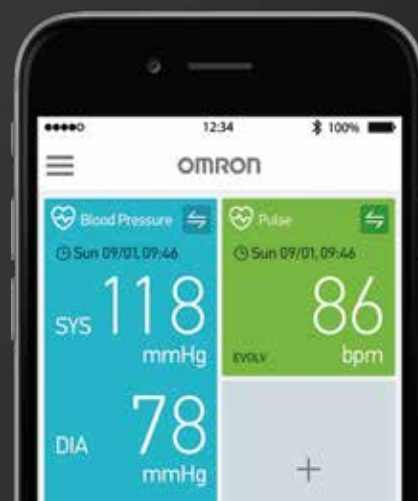 12:34
100%
OMRON
Blood Pressure
Sun 09/01, 09:46
SYS 118
mmHg
DIA 78
mmHg
Pulse
Sun 09/01, 09:46
86
EVOLV bpm
+